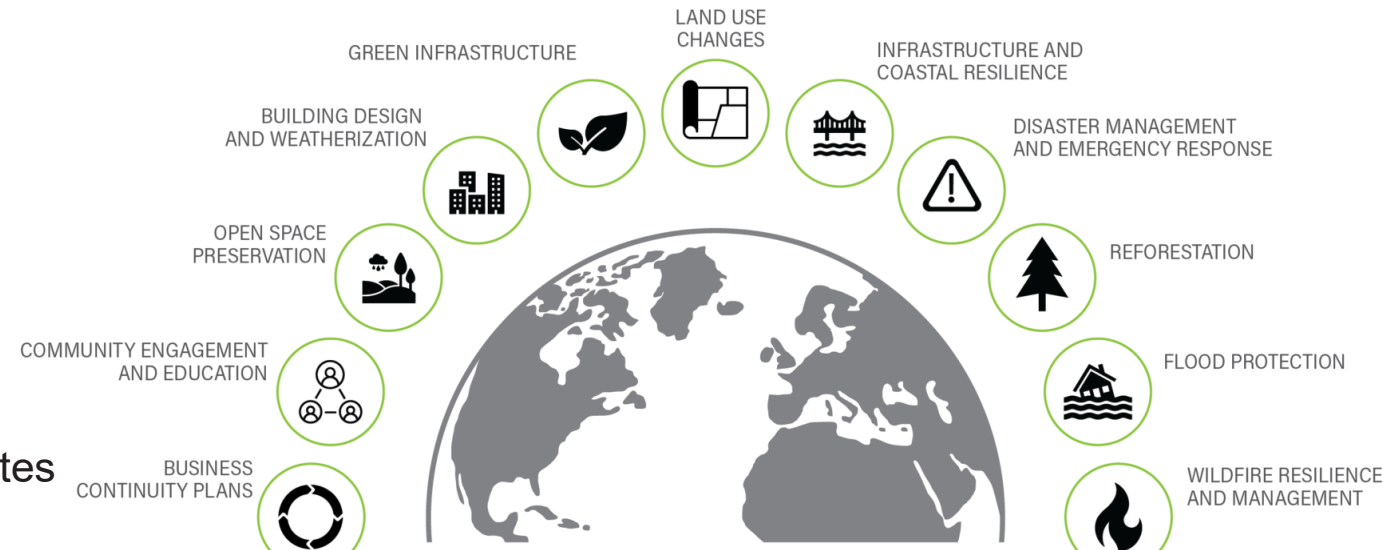 LAND USE
CHANGES
GREEN INFRASTRUCTURE
INFRASTRUCTURE AND
COASTAL RESILIENCE
BUILDING DESIGN
AND WEATHERIZATION
DISASTER MANAGEMENT
AND EMERGENCY RESPONSE
OPEN SPACE
PRESERVATION
REFORESTATION
COMMUNITY ENGAGEMENT
AND EDUCATION
FLOOD PROTECTION
tes
BUSINESS
CONTINUITY PLANS
WILDFIRE RESILIENCE
AND MANAGEMENT